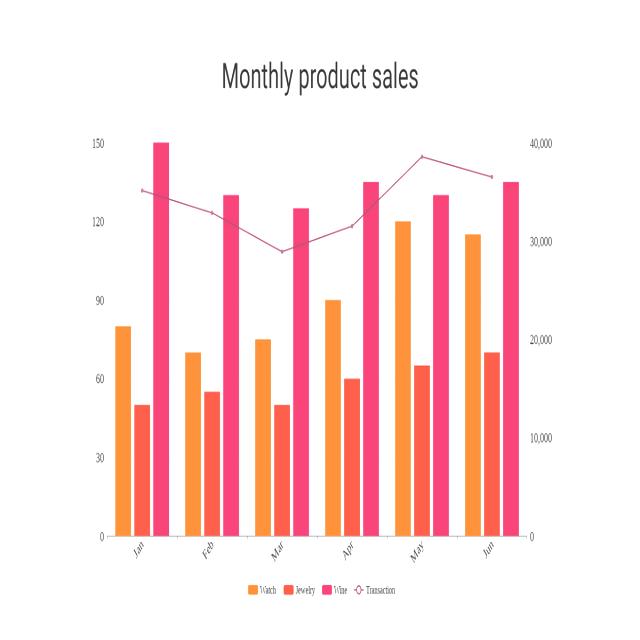 Monthly product sales
150
120
90
60
30
0
40,000
30,000
20,000
10,000
0
Jan
Feb
Mar
Apr
May
Jun
Watch Jewelry Wine Transaction